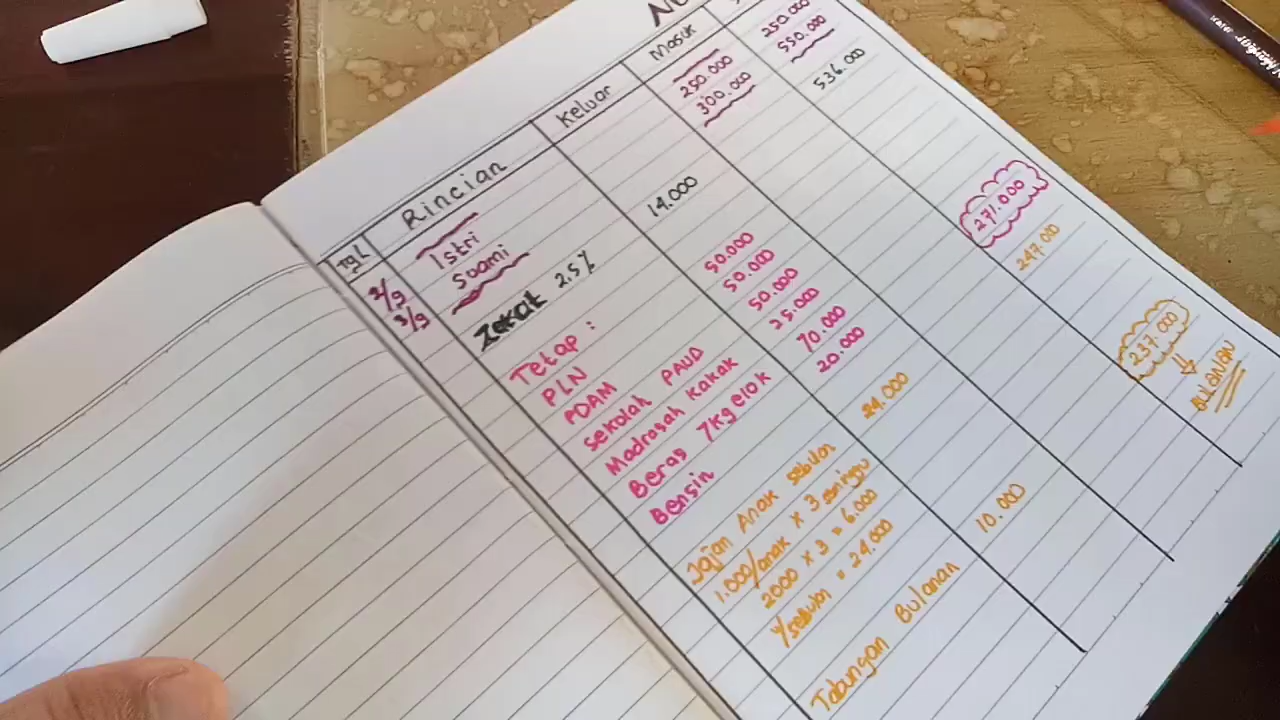 Tgl Rincian Keluar Masuk
2/9 Istri 250.000 250.000
3/9 Suami 300.000 550.000
Zakat 2.5% 14.000 536.000
Tetap :
PLN 50.000
PDAM 50.000
Sekolah PAUD 50.000
Madrasah Kakak 25.000
Beras 7kg elok 70.000
Bensin 20.000 271.000
Jajan Anak sebulan 24.000 247.000
1.000/anak x 3 seminggu
2000 x 3 = 6.000
4/sebulan = 24.000
Tabungan Bulanan 10.000 237.000
BULANAN